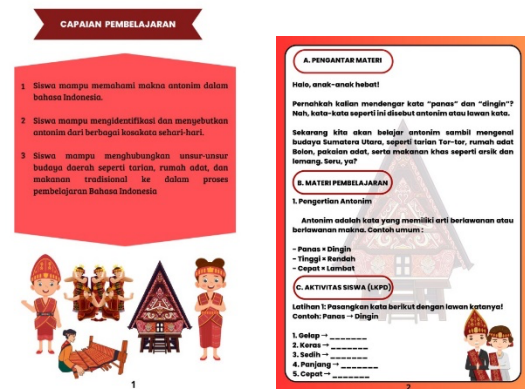 CAPAIAN PEMBELAJARAN
1 Siswa mampu memahami makna antonim dalam
bahasa Indonesia.
2 Siswa mampu mengidentifikasi dan menyebutkan
antonim dari berbagai kosakata sehari-hari.
3 Siswa mampu menghubungkan unsur-unsur
budaya daerah seperti tarian, rumah adat, dan
makanan tradisional ke dalam proses
pembelajaran Bahasa Indonesia
1
A. PENGANTAR MATERI
Halo, anak-anak hebat!
Pernahkah kalian mendengar kata “panas” dan “dingin”?
Nah, kata-kata seperti ini disebut antonim atau lawan kata.
Sekarang kita akan belajar antonim sambil mengenal
budaya Sumatera Utara, seperti tarian Tor-tor, rumah adat
Bolon, pakaian adat, serta makanan khas seperti arsik dan
lemang. Seru, ya?
B. MATERI PEMBELAJARAN
1. Pengertian Antonim
Antonim adalah kata yang memiliki arti berlawanan atau
berlawanan makna. Contoh umum :
- Panas × Dingin
- Tinggi × Rendah
- Cepat × Lambat
C. AKTIVITAS SISWA (LKPD)
Latihan 1: Pasangkan kata berikut dengan lawan katanya!
Contoh: Panas → Dingin
1. Gelap → _______
2. Keras → _______
3. Sedih → _______
4. Panjang → _______
5. Cepat → _______
2